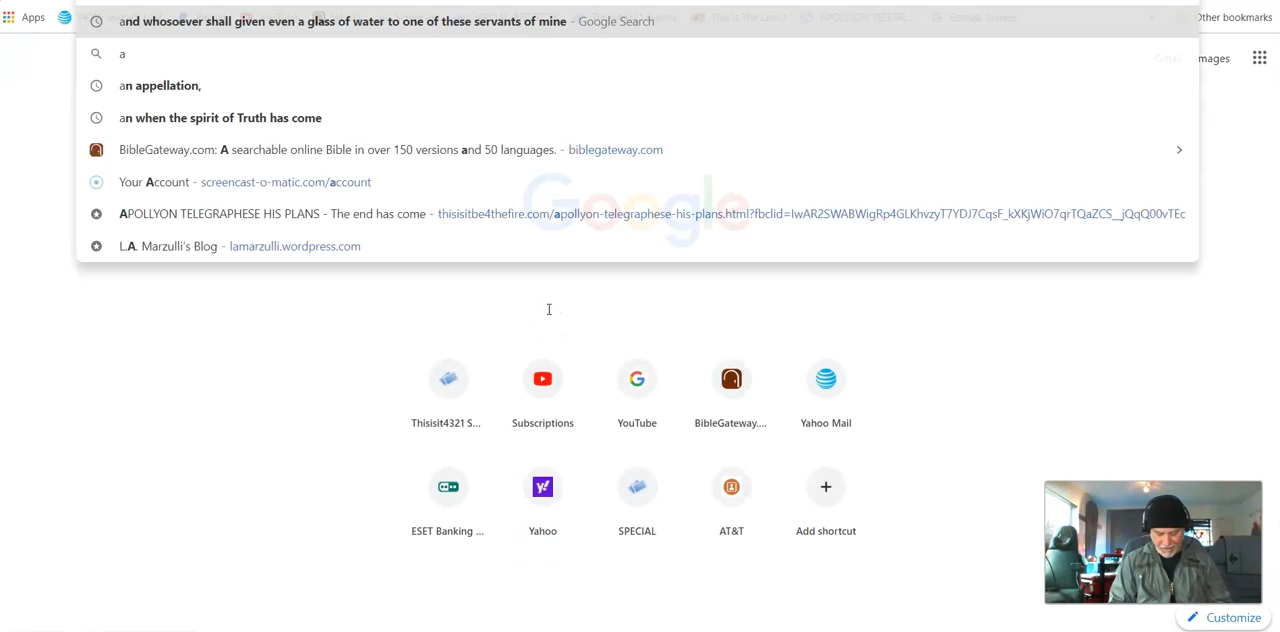 Apps
and whosoever shall given even a glass of water to one of these servants of mine - Google Search
Other bookmarks
a
Gmail
mages
an appellation,
an when the spirit of Truth has come
BibleGateway.com: A searchable online Bible in over 150 versions and 50 languages. - biblegateway.com
Your Account - screencast-o-matic.com/account
Google
APOLLYON TELEGRAPHESE HIS PLANS - The end has come - thisisitbe4thefire.com/apollyon-telegraphese-his-plans.html?fbclid=IwAR2SWABWigRp4GLKhvzyT7YDJ7CqsF_kXKjWiO7qrTQaZCS__jQqQ00vTEc
L.A. Marzulli's Blog - lamarzulli.wordpress.com
Thisisit4321 S...
Subscriptions
YouTube
BibleGateway....
Yahoo Mail
ESET Banking ...
Yahoo
SPECIAL
AT&T
Add shortcut
Customize